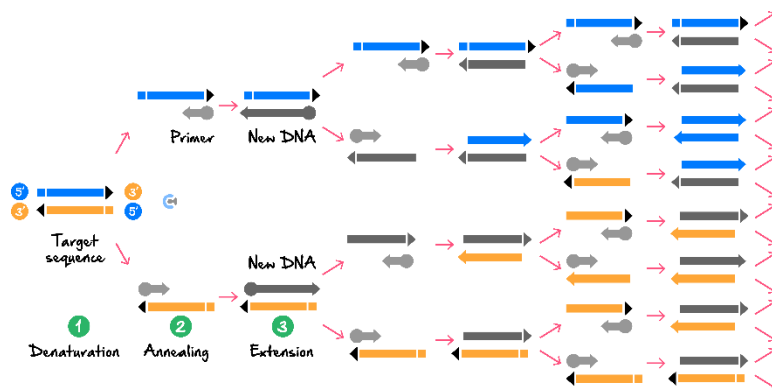 Primer
New DNA
5′ 3′
3′ 5′
Target
sequence
New DNA
1 2 3
Denaturation Annealing Extension